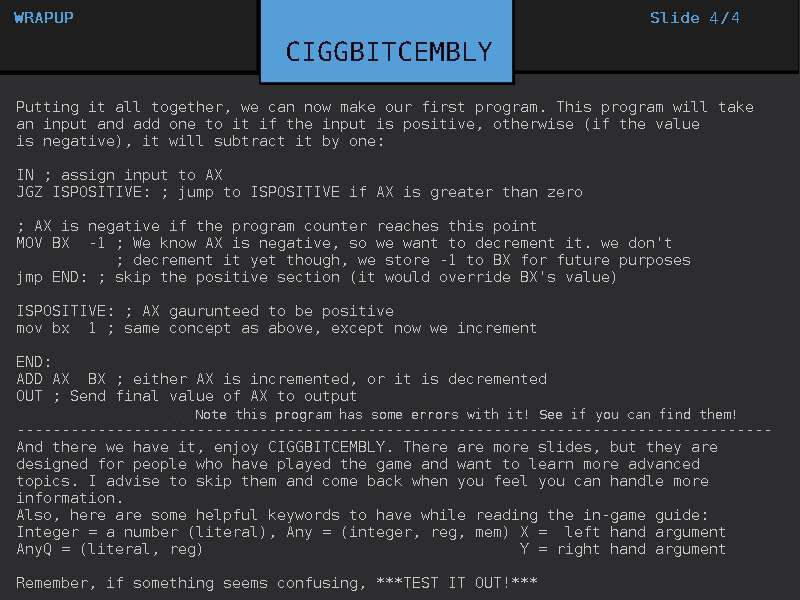 WRAPUP
Slide 4/4
CIGGBITCEMBLY
Putting it all together, we can now make our first program. This program will take
an input and add one to it if the input is positive, otherwise (if the value
is negative), it will subtract it by one:
IN ; assign input to AX
JGZ ISPOSITIVE: ; jump to ISPOSITIVE if AX is greater than zero
; AX is negative if the program counter reaches this point
MOV BX  -1 ; We know AX is negative, so we want to decrement it. we don't
; decrement it yet though, we store -1 to BX for future purposes
jmp END: ; skip the positive section (it would override BX's value)
ISPOSITIVE: ; AX gaurunteed to be positive
mov bx  1 ; same concept as above, except now we increment
END:
ADD AX  BX ; either AX is incremented, or it is decremented
OUT ; Send final value of AX to output
Note this program has some errors with it! See if you can find them!
------------------------------------------------------------------------------------
And there we have it, enjoy CIGGBITCEMBLY. There are more slides, but they are
designed for people who have played the game and want to learn more advanced
topics. I advise to skip them and come back when you feel you can handle more
information.
Also, here are some helpful keywords to have while reading the in-game guide:
Integer = a number (literal), Any = (integer, reg, mem) X =  left hand argument
AnyQ = (literal, reg) Y = right hand argument
Remember, if something seems confusing, ***TEST IT OUT!***